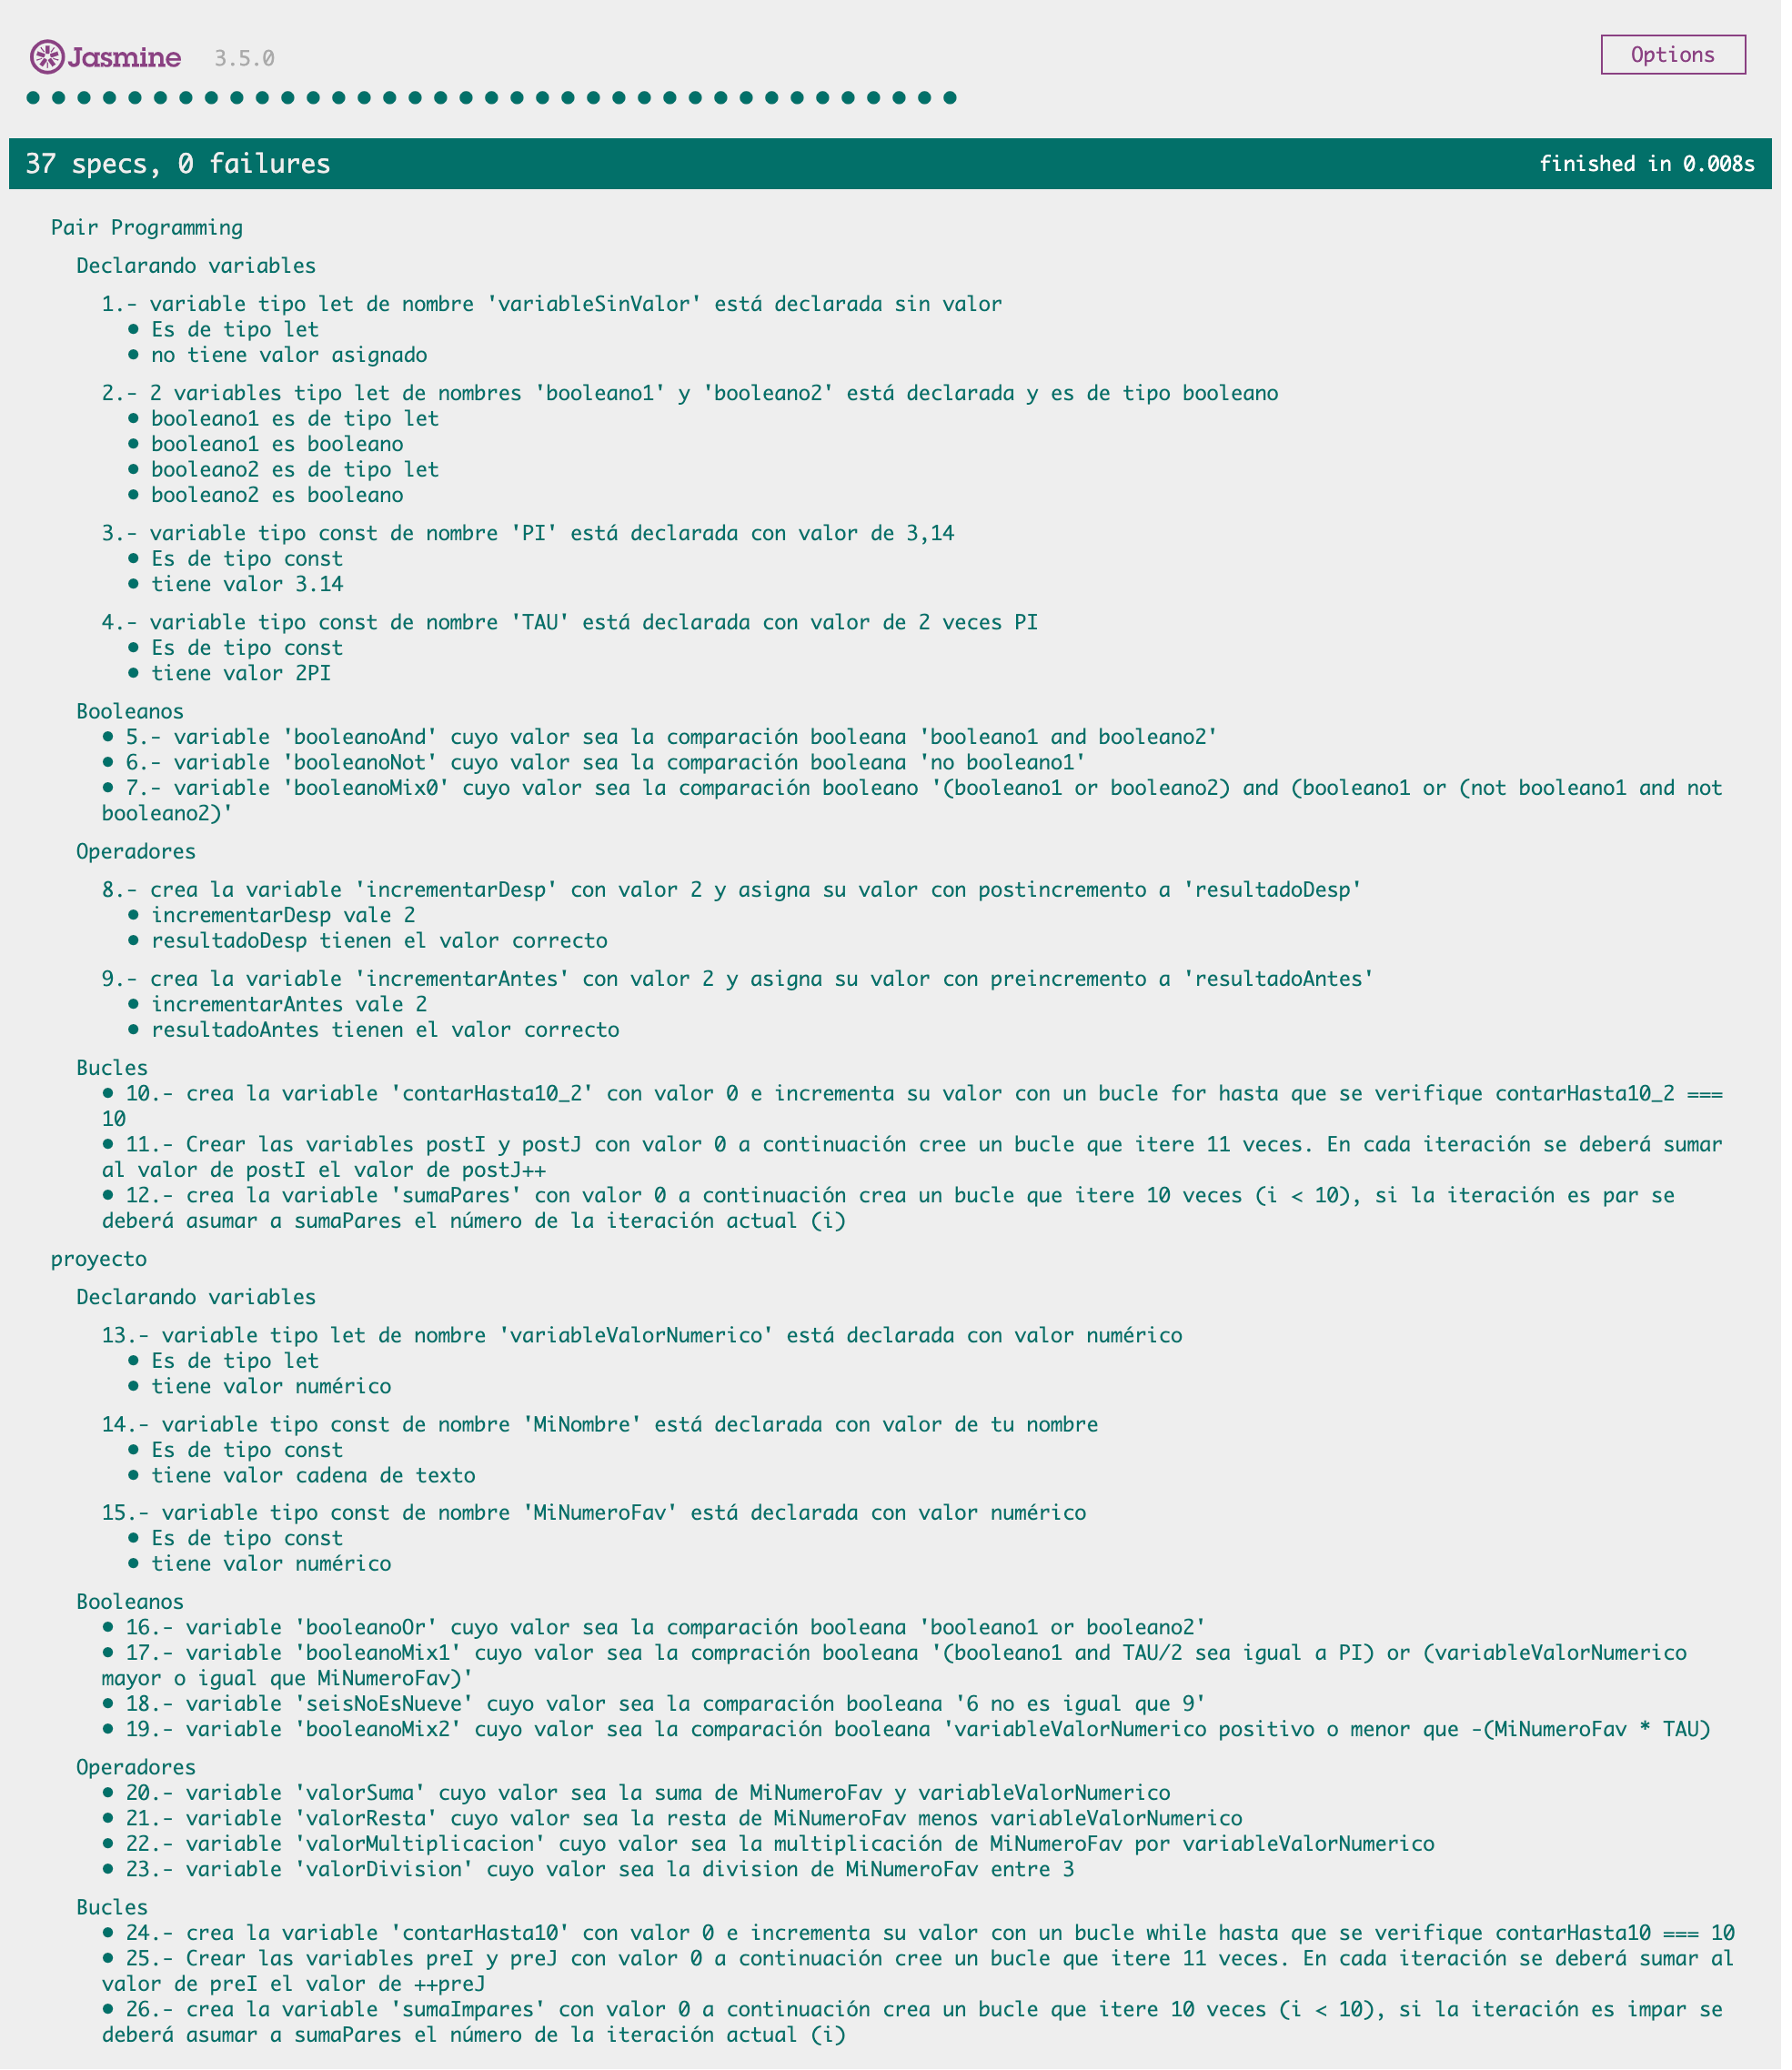 Jasmine 3.5.0 Options
37 specs, 0 failures finished in 0.008s
Pair Programming
Declarando variables
1.- variable tipo let de nombre 'variableSinValor' está declarada sin valor
• Es de tipo let
• no tiene valor asignado
2.- 2 variables tipo let de nombres 'booleano1' y 'booleano2' está declarada y es de tipo booleano
• booleano1 es de tipo let
• booleano1 es booleano
• booleano2 es de tipo let
• booleano2 es booleano
3.- variable tipo const de nombre 'PI' está declarada con valor de 3,14
• Es de tipo const
• tiene valor 3.14
4.- variable tipo const de nombre 'TAU' está declarada con valor de 2 veces PI
• Es de tipo const
• tiene valor 2PI
Booleanos
• 5.- variable 'booleanoAnd' cuyo valor sea la comparación booleana 'booleano1 and booleano2'
• 6.- variable 'booleanoNot' cuyo valor sea la comparación booleana 'no booleano1'
• 7.- variable 'booleanoMix0' cuyo valor sea la comparación booleano '(booleano1 or booleano2) and (booleano1 or (not booleano1 and not
booleano2)'
Operadores
8.- crea la variable 'incrementarDesp' con valor 2 y asigna su valor con postincremento a 'resultadoDesp'
• incrementarDesp vale 2
• resultadoDesp tienen el valor correcto
9.- crea la variable 'incrementarAntes' con valor 2 y asigna su valor con preincremento a 'resultadoAntes'
• incrementarAntes vale 2
• resultadoAntes tienen el valor correcto
Bucles
• 10.- crea la variable 'contarHasta10_2' con valor 0 e incrementa su valor con un bucle for hasta que se verifique contarHasta10_2 ===
10
• 11.- Crear las variables postI y postJ con valor 0 a continuación cree un bucle que itere 11 veces. En cada iteración se deberá sumar
al valor de postI el valor de postJ++
• 12.- crea la variable 'sumaPares' con valor 0 a continuación crea un bucle que itere 10 veces (i < 10), si la iteración es par se
deberá asumar a sumaPares el número de la iteración actual (i)
proyecto
Declarando variables
13.- variable tipo let de nombre 'variableValorNumerico' está declarada con valor numérico
• Es de tipo let
• tiene valor numérico
14.- variable tipo const de nombre 'MiNombre' está declarada con valor de tu nombre
• Es de tipo const
• tiene valor cadena de texto
15.- variable tipo const de nombre 'MiNumeroFav' está declarada con valor numérico
• Es de tipo const
• tiene valor numérico
Booleanos
• 16.- variable 'booleanoOr' cuyo valor sea la comparación booleana 'booleano1 or booleano2'
• 17.- variable 'booleanoMix1' cuyo valor sea la compración booleana '(booleano1 and TAU/2 sea igual a PI) or (variableValorNumerico
mayor o igual que MiNumeroFav)'
• 18.- variable 'seisNoEsNueve' cuyo valor sea la comparación booleana '6 no es igual que 9'
• 19.- variable 'booleanoMix2' cuyo valor sea la comparación booleana 'variableValorNumerico positivo o menor que -(MiNumeroFav * TAU)
Operadores
• 20.- variable 'valorSuma' cuyo valor sea la suma de MiNumeroFav y variableValorNumerico
• 21.- variable 'valorResta' cuyo valor sea la resta de MiNumeroFav menos variableValorNumerico
• 22.- variable 'valorMultiplicacion' cuyo valor sea la multiplicación de MiNumeroFav por variableValorNumerico
• 23.- variable 'valorDivision' cuyo valor sea la division de MiNumeroFav entre 3
Bucles
• 24.- crea la variable 'contarHasta10' con valor 0 e incrementa su valor con un bucle while hasta que se verifique contarHasta10 === 10
• 25.- Crear las variables preI y preJ con valor 0 a continuación cree un bucle que itere 11 veces. En cada iteración se deberá sumar al
valor de preI el valor de ++preJ
• 26.- crea la variable 'sumaImpares' con valor 0 a continuación crea un bucle que itere 10 veces (i < 10), si la iteración es impar se
deberá asumar a sumaPares el número de la iteración actual (i)